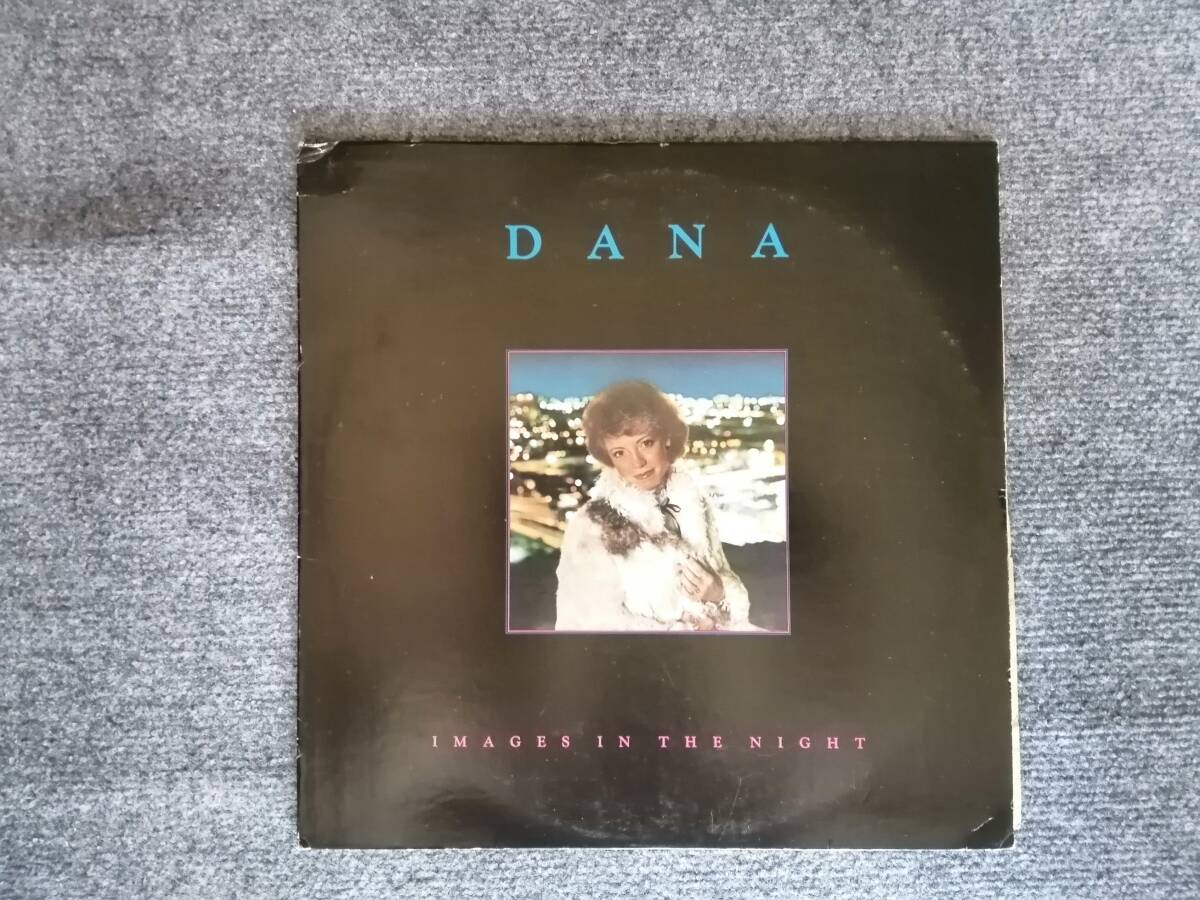 DANA
IMAGES IN THE NIGHT